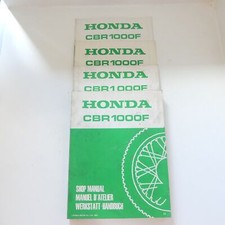 HONDA
CBR1000F
HONDA
CBR1000F
HONDA
CBR1000F
HONDA
CBR1000F
SHOP MANUAL
MANUEL D'ATELIER
WERKSTATT-HANDBUCH